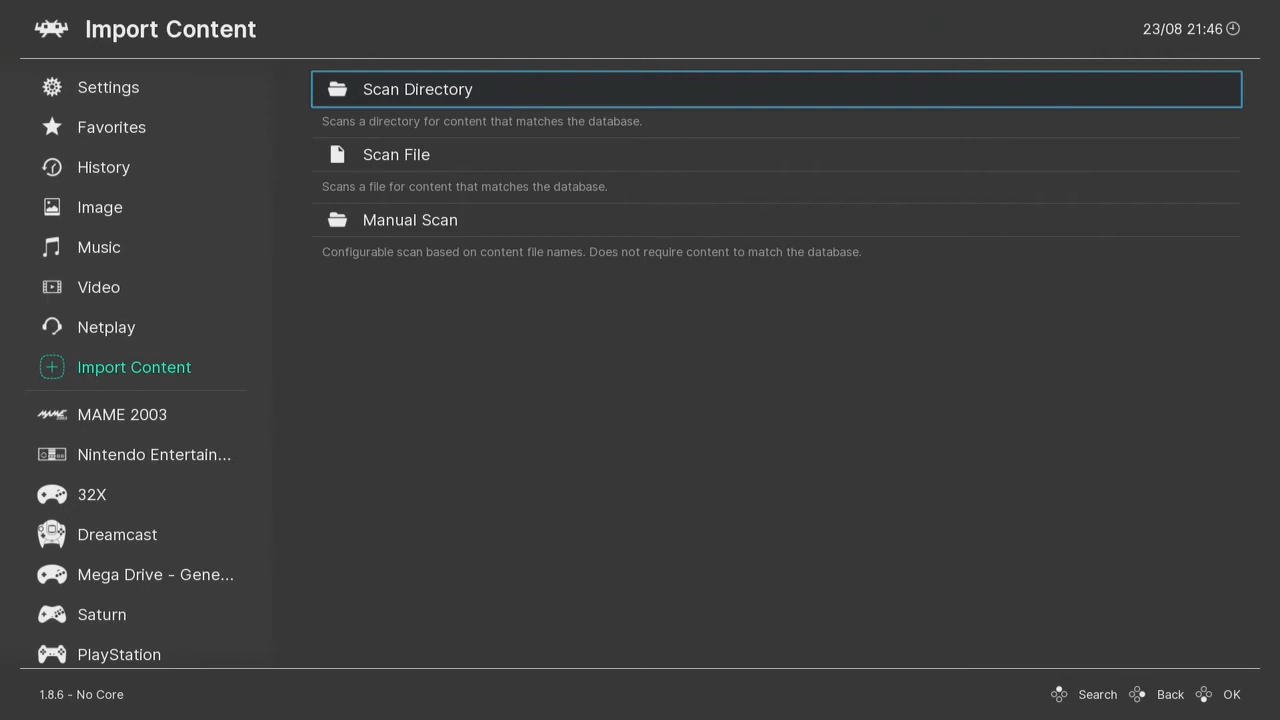 Import Content
23/08 21:46
Settings
Favorites
History
Image
Music
Video
Netplay
Import Content
MAME 2003
Nintendo Entertain...
32X
Dreamcast
Mega Drive - Gene...
Saturn
PlayStation
Scan Directory
Scans a directory for content that matches the database.
Scan File
Scans a file for content that matches the database.
Manual Scan
Configurable scan based on content file names. Does not require content to match the database.
1.8.6 - No Core
Search Back OK